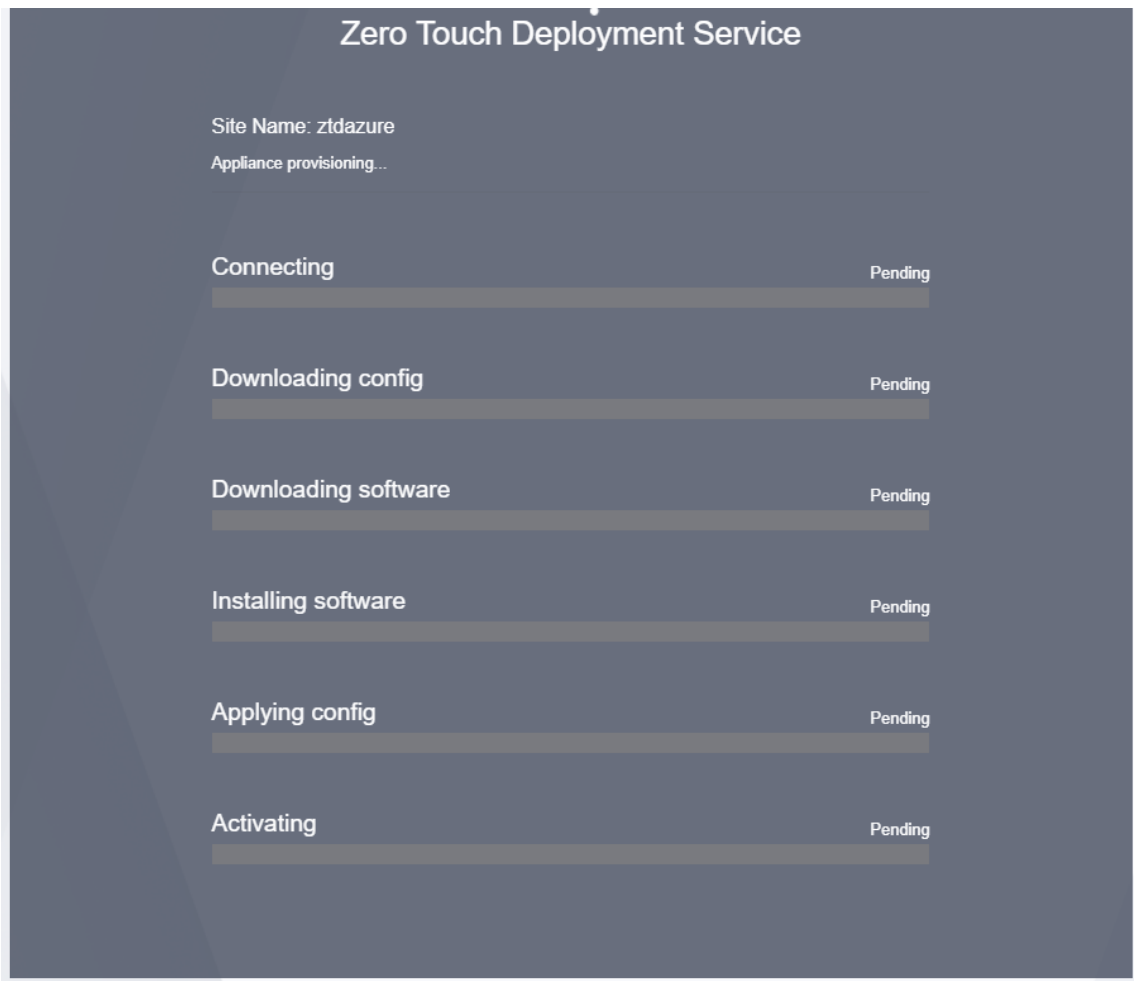 Zero Touch Deployment Service
Site Name: ztdazure
Appliance provisioning...
Connecting
Pending
Downloading config
Pending
Downloading software
Pending
Installing software
Pending
Applying config
Pending
Activating
Pending